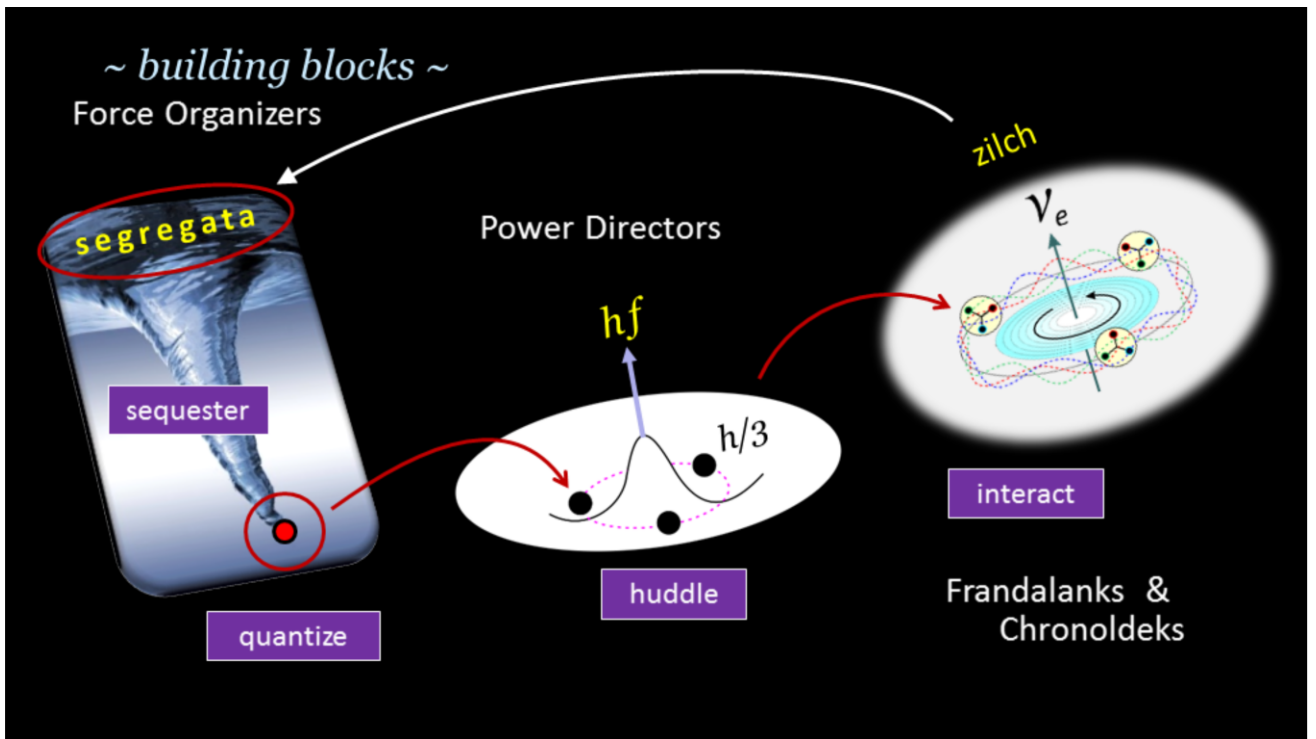 ~ building blocks ~
Force Organizers
segregata
sequester
quantize
Power Directors
hf
h/3
huddle
zilch
νe
interact
Frandalanks &
Chronoldeks